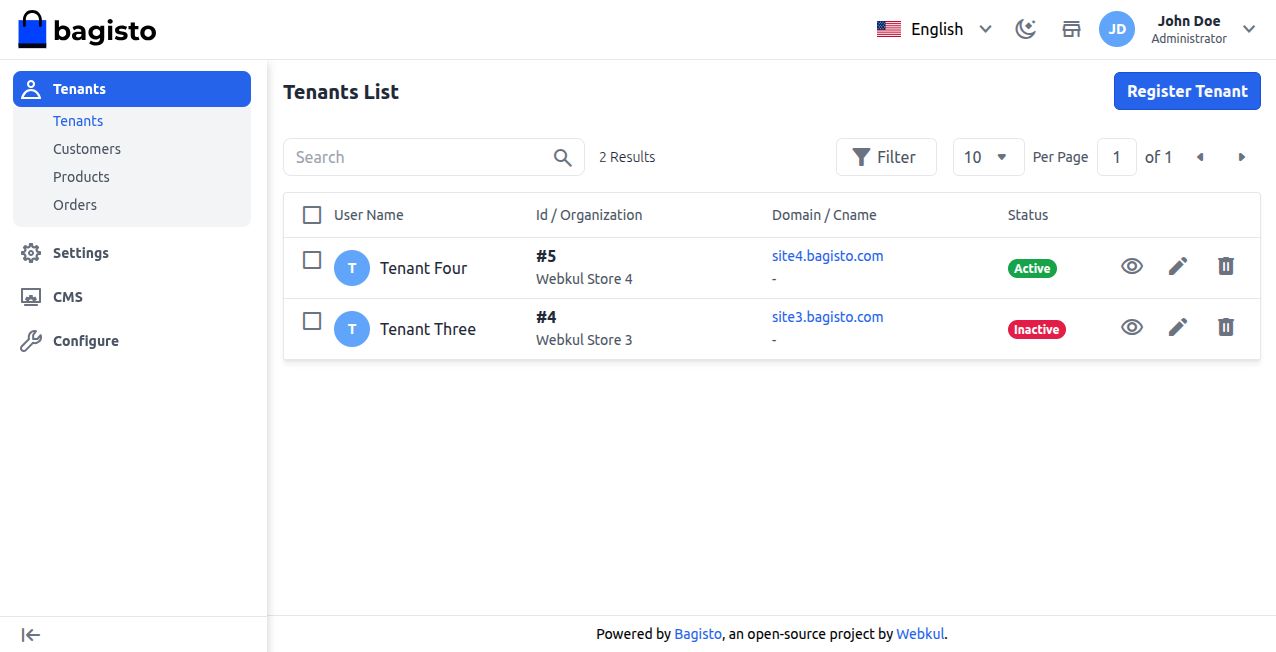 bagisto
English
JD
John Doe
Administrator
Tenants
Tenants
Customers
Products
Orders
Settings
CMS
Configure
Tenants List
Register Tenant
Search
2 Results
Filter
10
Per Page
1
of 1
User Name
Id / Organization
Domain / Cname
Status
T
Tenant Four
#5
Webkul Store 4
site4.bagisto.com
-
Active
T
Tenant Three
#4
Webkul Store 3
site3.bagisto.com
-
Inactive
Powered by Bagisto, an open-source project by Webkul.